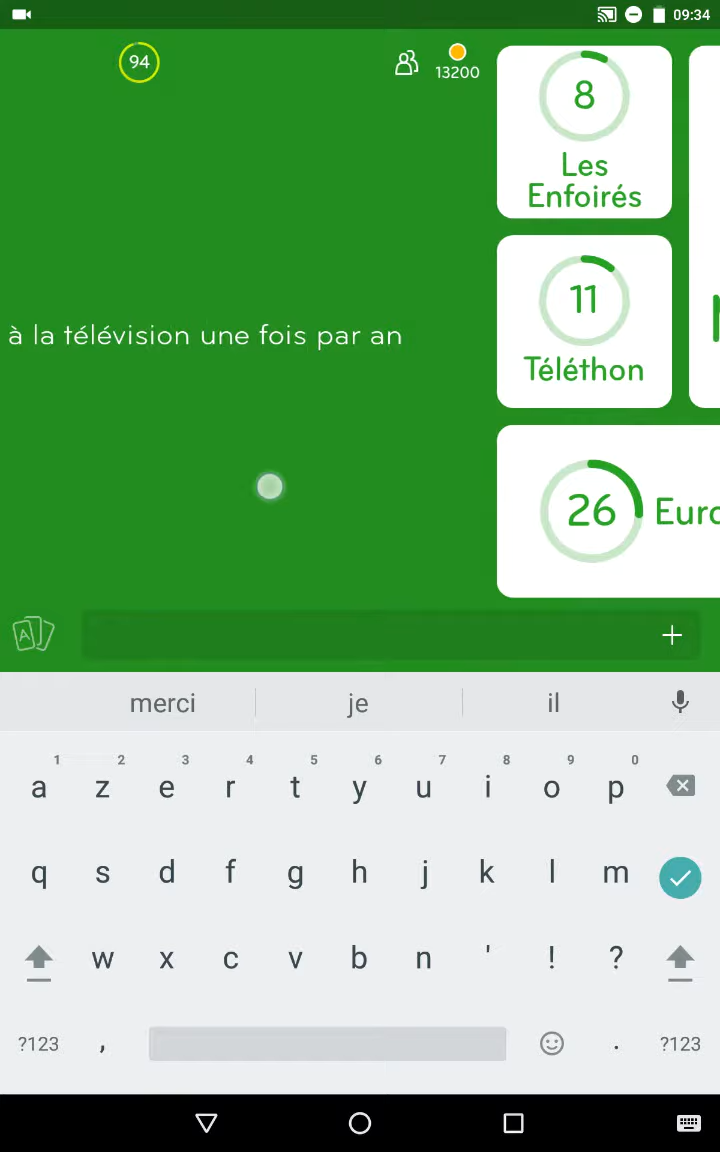 09:34
94
13200
8
Les
Enfoirés
11
Téléthon
à la télévision une fois par an
26 Euro
A J
+
merci je il
1 2 3 4 5 6 7 8 9 0
a z e r t y u i o p
q s d f g h j k l m
w x c v b n ' ! ?
?123 , . ?123